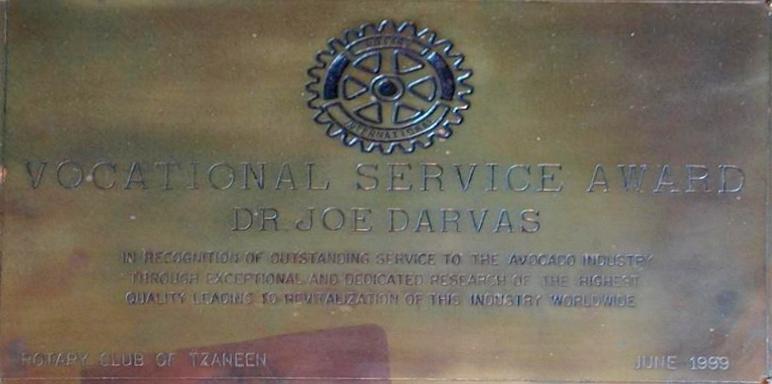 ROTARY
INTERNATIONAL
VOCATIONAL SERVICE AWARD
DR JOE DARVAS
IN RECOGNITION OF OUTSTANDING SERVICE TO THE AVOCADO INDUSTRY
THROUGH EXCEPTIONAL AND DEDICATED RESEARCH OF THE HIGHEST
QUALITY LEADING TO REVITALIZATION OF THIS INDUSTRY WORLDWIDE
ROTARY CLUB OF TZANEEN
JUNE 1999